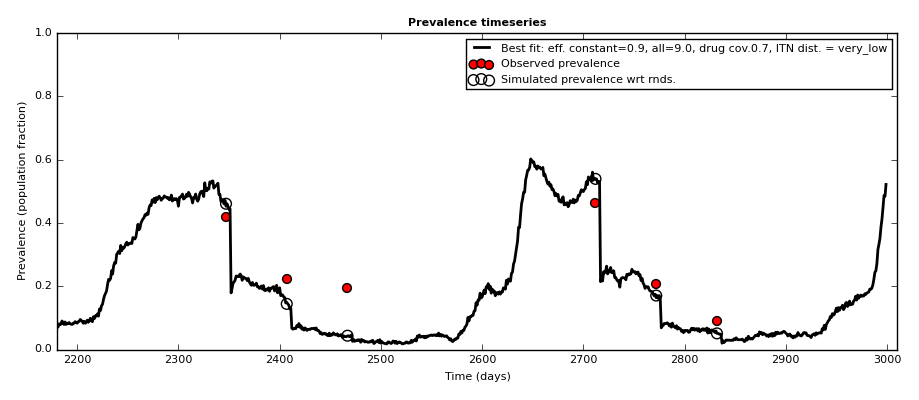 Prevalence timeseries
1.0
0.8
0.6
0.4
0.2
0.0
Prevalence (population fraction)
Best fit: eff. constant=0.9, all=9.0, drug cov.0.7, ITN dist. = very_low
Observed prevalence
Simulated prevalence wrt rnds.
2200 2300 2400 2500 2600 2700 2800 2900 3000
Time (days)